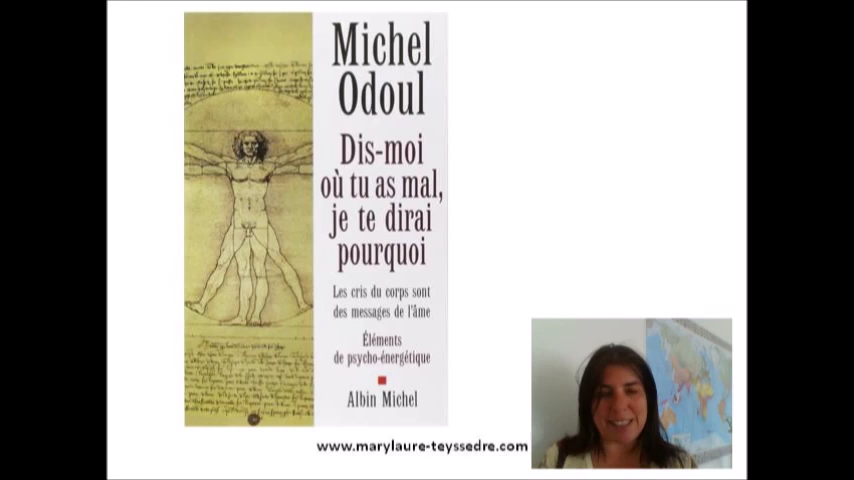 Michel
Odoul
Dis-moi
où tu as mal,
je te dirai
pourquoi
Les cris du corps sont
des messages de l'âme
Éléments
de psycho-énergétique
Albin Michel
www.marylaure-teyssedre.com